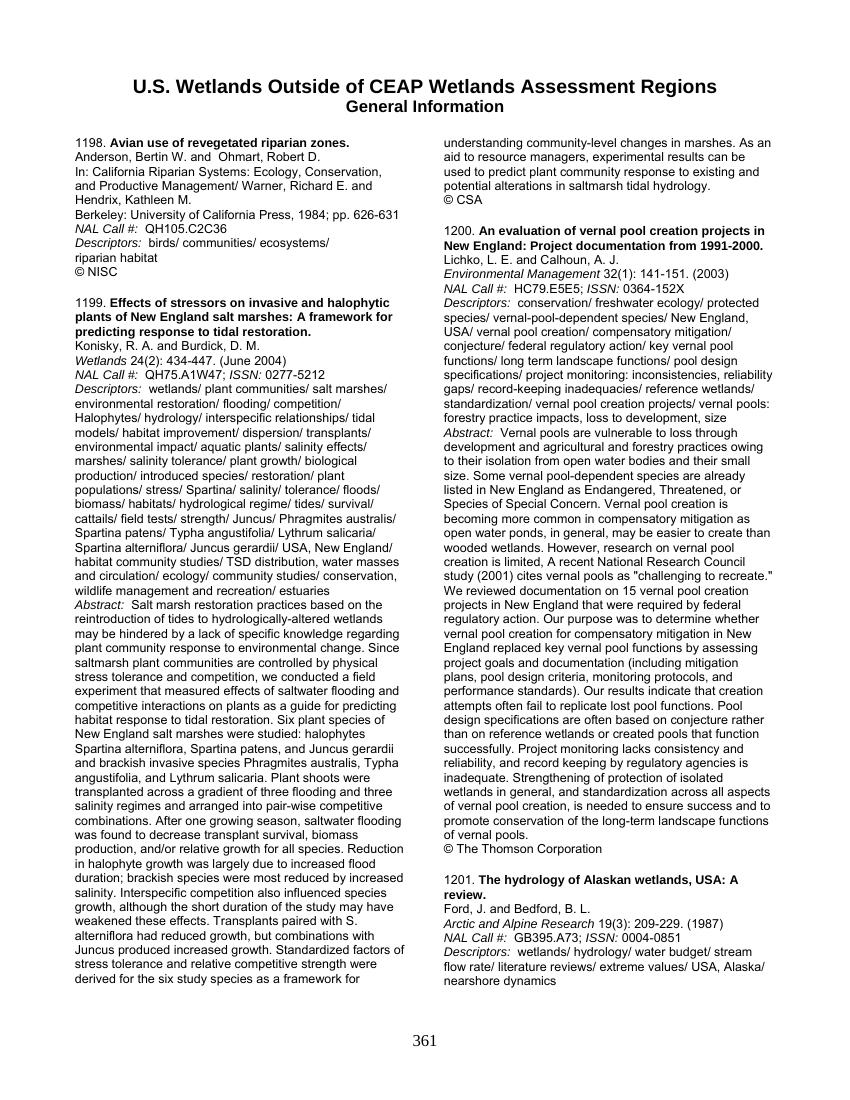 U.S. Wetlands Outside of CEAP Wetlands Assessment Regions
General Information
1198. Avian use of revegetated riparian zones.
Anderson, Bertin W. and  Ohmart, Robert D.
In: California Riparian Systems: Ecology, Conservation,
and Productive Management/ Warner, Richard E. and
Hendrix, Kathleen M.
Berkeley: University of California Press, 1984; pp. 626-631
NAL Call #:  QH105.C2C36
Descriptors:  birds/ communities/ ecosystems/
riparian habitat
© NISC
1199. Effects of stressors on invasive and halophytic
plants of New England salt marshes: A framework for
predicting response to tidal restoration.
Konisky, R. A. and Burdick, D. M.
Wetlands 24(2): 434-447. (June 2004)
NAL Call #:  QH75.A1W47; ISSN: 0277-5212
Descriptors:  wetlands/ plant communities/ salt marshes/
environmental restoration/ flooding/ competition/
Halophytes/ hydrology/ interspecific relationships/ tidal
models/ habitat improvement/ dispersion/ transplants/
environmental impact/ aquatic plants/ salinity effects/
marshes/ salinity tolerance/ plant growth/ biological
production/ introduced species/ restoration/ plant
populations/ stress/ Spartina/ salinity/ tolerance/ floods/
biomass/ habitats/ hydrological regime/ tides/ survival/
cattails/ field tests/ strength/ Juncus/ Phragmites australis/
Spartina patens/ Typha angustifolia/ Lythrum salicaria/
Spartina alterniflora/ Juncus gerardii/ USA, New England/
habitat community studies/ TSD distribution, water masses
and circulation/ ecology/ community studies/ conservation,
wildlife management and recreation/ estuaries
Abstract:  Salt marsh restoration practices based on the
reintroduction of tides to hydrologically-altered wetlands
may be hindered by a lack of specific knowledge regarding
plant community response to environmental change. Since
saltmarsh plant communities are controlled by physical
stress tolerance and competition, we conducted a field
experiment that measured effects of saltwater flooding and
competitive interactions on plants as a guide for predicting
habitat response to tidal restoration. Six plant species of
New England salt marshes were studied: halophytes
Spartina alterniflora, Spartina patens, and Juncus gerardii
and brackish invasive species Phragmites australis, Typha
angustifolia, and Lythrum salicaria. Plant shoots were
transplanted across a gradient of three flooding and three
salinity regimes and arranged into pair-wise competitive
combinations. After one growing season, saltwater flooding
was found to decrease transplant survival, biomass
production, and/or relative growth for all species. Reduction
in halophyte growth was largely due to increased flood
duration; brackish species were most reduced by increased
salinity. Interspecific competition also influenced species
growth, although the short duration of the study may have
weakened these effects. Transplants paired with S.
alterniflora had reduced growth, but combinations with
Juncus produced increased growth. Standardized factors of
stress tolerance and relative competitive strength were
derived for the six study species as a framework for
understanding community-level changes in marshes. As an
aid to resource managers, experimental results can be
used to predict plant community response to existing and
potential alterations in saltmarsh tidal hydrology.
© CSA
1200. An evaluation of vernal pool creation projects in
New England: Project documentation from 1991-2000.
Lichko, L. E. and Calhoun, A. J.
Environmental Management 32(1): 141-151. (2003)
NAL Call #:  HC79.E5E5; ISSN: 0364-152X
Descriptors:  conservation/ freshwater ecology/ protected
species/ vernal-pool-dependent species/ New England,
USA/ vernal pool creation/ compensatory mitigation/
conjecture/ federal regulatory action/ key vernal pool
functions/ long term landscape functions/ pool design
specifications/ project monitoring: inconsistencies, reliability
gaps/ record-keeping inadequacies/ reference wetlands/
standardization/ vernal pool creation projects/ vernal pools:
forestry practice impacts, loss to development, size
Abstract:  Vernal pools are vulnerable to loss through
development and agricultural and forestry practices owing
to their isolation from open water bodies and their small
size. Some vernal pool-dependent species are already
listed in New England as Endangered, Threatened, or
Species of Special Concern. Vernal pool creation is
becoming more common in compensatory mitigation as
open water ponds, in general, may be easier to create than
wooded wetlands. However, research on vernal pool
creation is limited, A recent National Research Council
study (2001) cites vernal pools as "challenging to recreate."
We reviewed documentation on 15 vernal pool creation
projects in New England that were required by federal
regulatory action. Our purpose was to determine whether
vernal pool creation for compensatory mitigation in New
England replaced key vernal pool functions by assessing
project goals and documentation (including mitigation
plans, pool design criteria, monitoring protocols, and
performance standards). Our results indicate that creation
attempts often fail to replicate lost pool functions. Pool
design specifications are often based on conjecture rather
than on reference wetlands or created pools that function
successfully. Project monitoring lacks consistency and
reliability, and record keeping by regulatory agencies is
inadequate. Strengthening of protection of isolated
wetlands in general, and standardization across all aspects
of vernal pool creation, is needed to ensure success and to
promote conservation of the long-term landscape functions
of vernal pools.
© The Thomson Corporation
1201. The hydrology of Alaskan wetlands, USA: A
review.
Ford, J. and Bedford, B. L.
Arctic and Alpine Research 19(3): 209-229. (1987)
NAL Call #:  GB395.A73; ISSN: 0004-0851
Descriptors:  wetlands/ hydrology/ water budget/ stream
flow rate/ literature reviews/ extreme values/ USA, Alaska/
nearshore dynamics
361